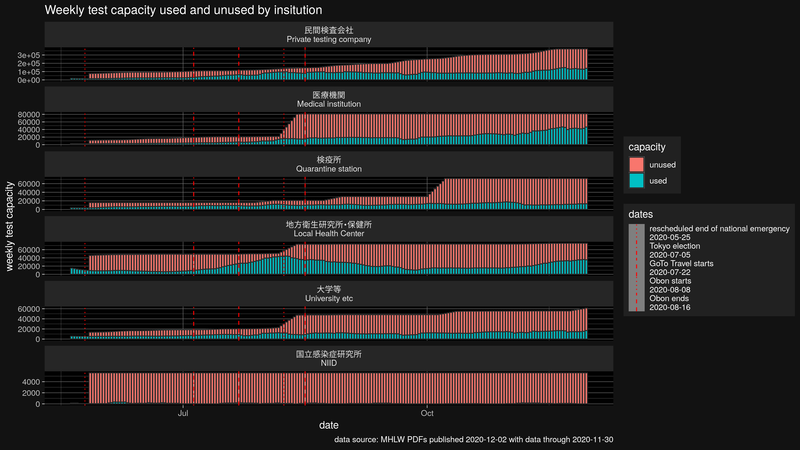 Weekly test capacity used and unused by insitution
民間検査会社
Private testing company
3e+05
2e+05
1e+05
0e+00
医療機関
Medical institution
80000
60000
40000
20000
0
検疫所
Quarantine station
60000
40000
20000
0
地方衛生研究所・保健所
Local Health Center
80000
60000
40000
20000
0
大学等
University etc
60000
40000
20000
0
国立感染症研究所
NIID
4000
2000
0
Jul
Oct
date
weekly test capacity
capacity
unused
used
dates
rescheduled end of national emergency
2020-05-25
Tokyo election
2020-07-05
GoTo Travel starts
2020-07-22
Obon starts
2020-08-08
Obon ends
2020-08-16
data source: MHLW PDFs published 2020-12-02 with data through 2020-11-30